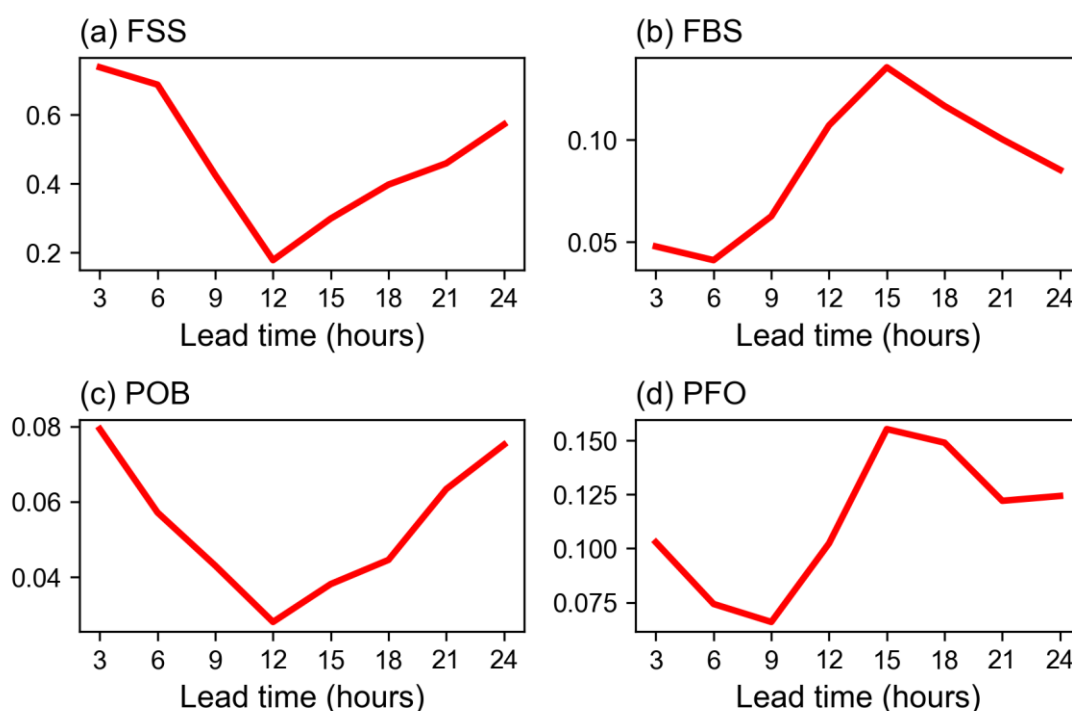 (a) FSS
0.6
0.4
0.2
3 6 9 12 15 18 21 24
Lead time (hours)
(b) FBS
0.10
0.05
3 6 9 12 15 18 21 24
Lead time (hours)
(c) POB
0.08
0.06
0.04
3 6 9 12 15 18 21 24
Lead time (hours)
(d) PFO
0.150
0.125
0.100
0.075
3 6 9 12 15 18 21 24
Lead time (hours)